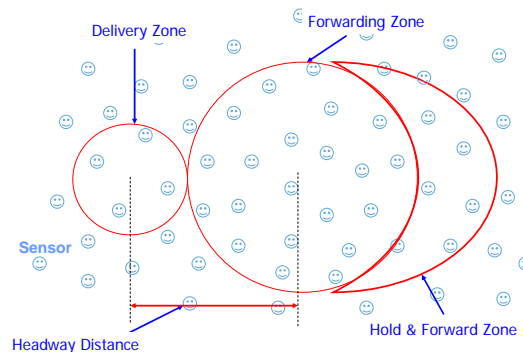 Forwarding Zone
Delivery Zone
Sensor
Hold & Forward Zone
Headway Distance